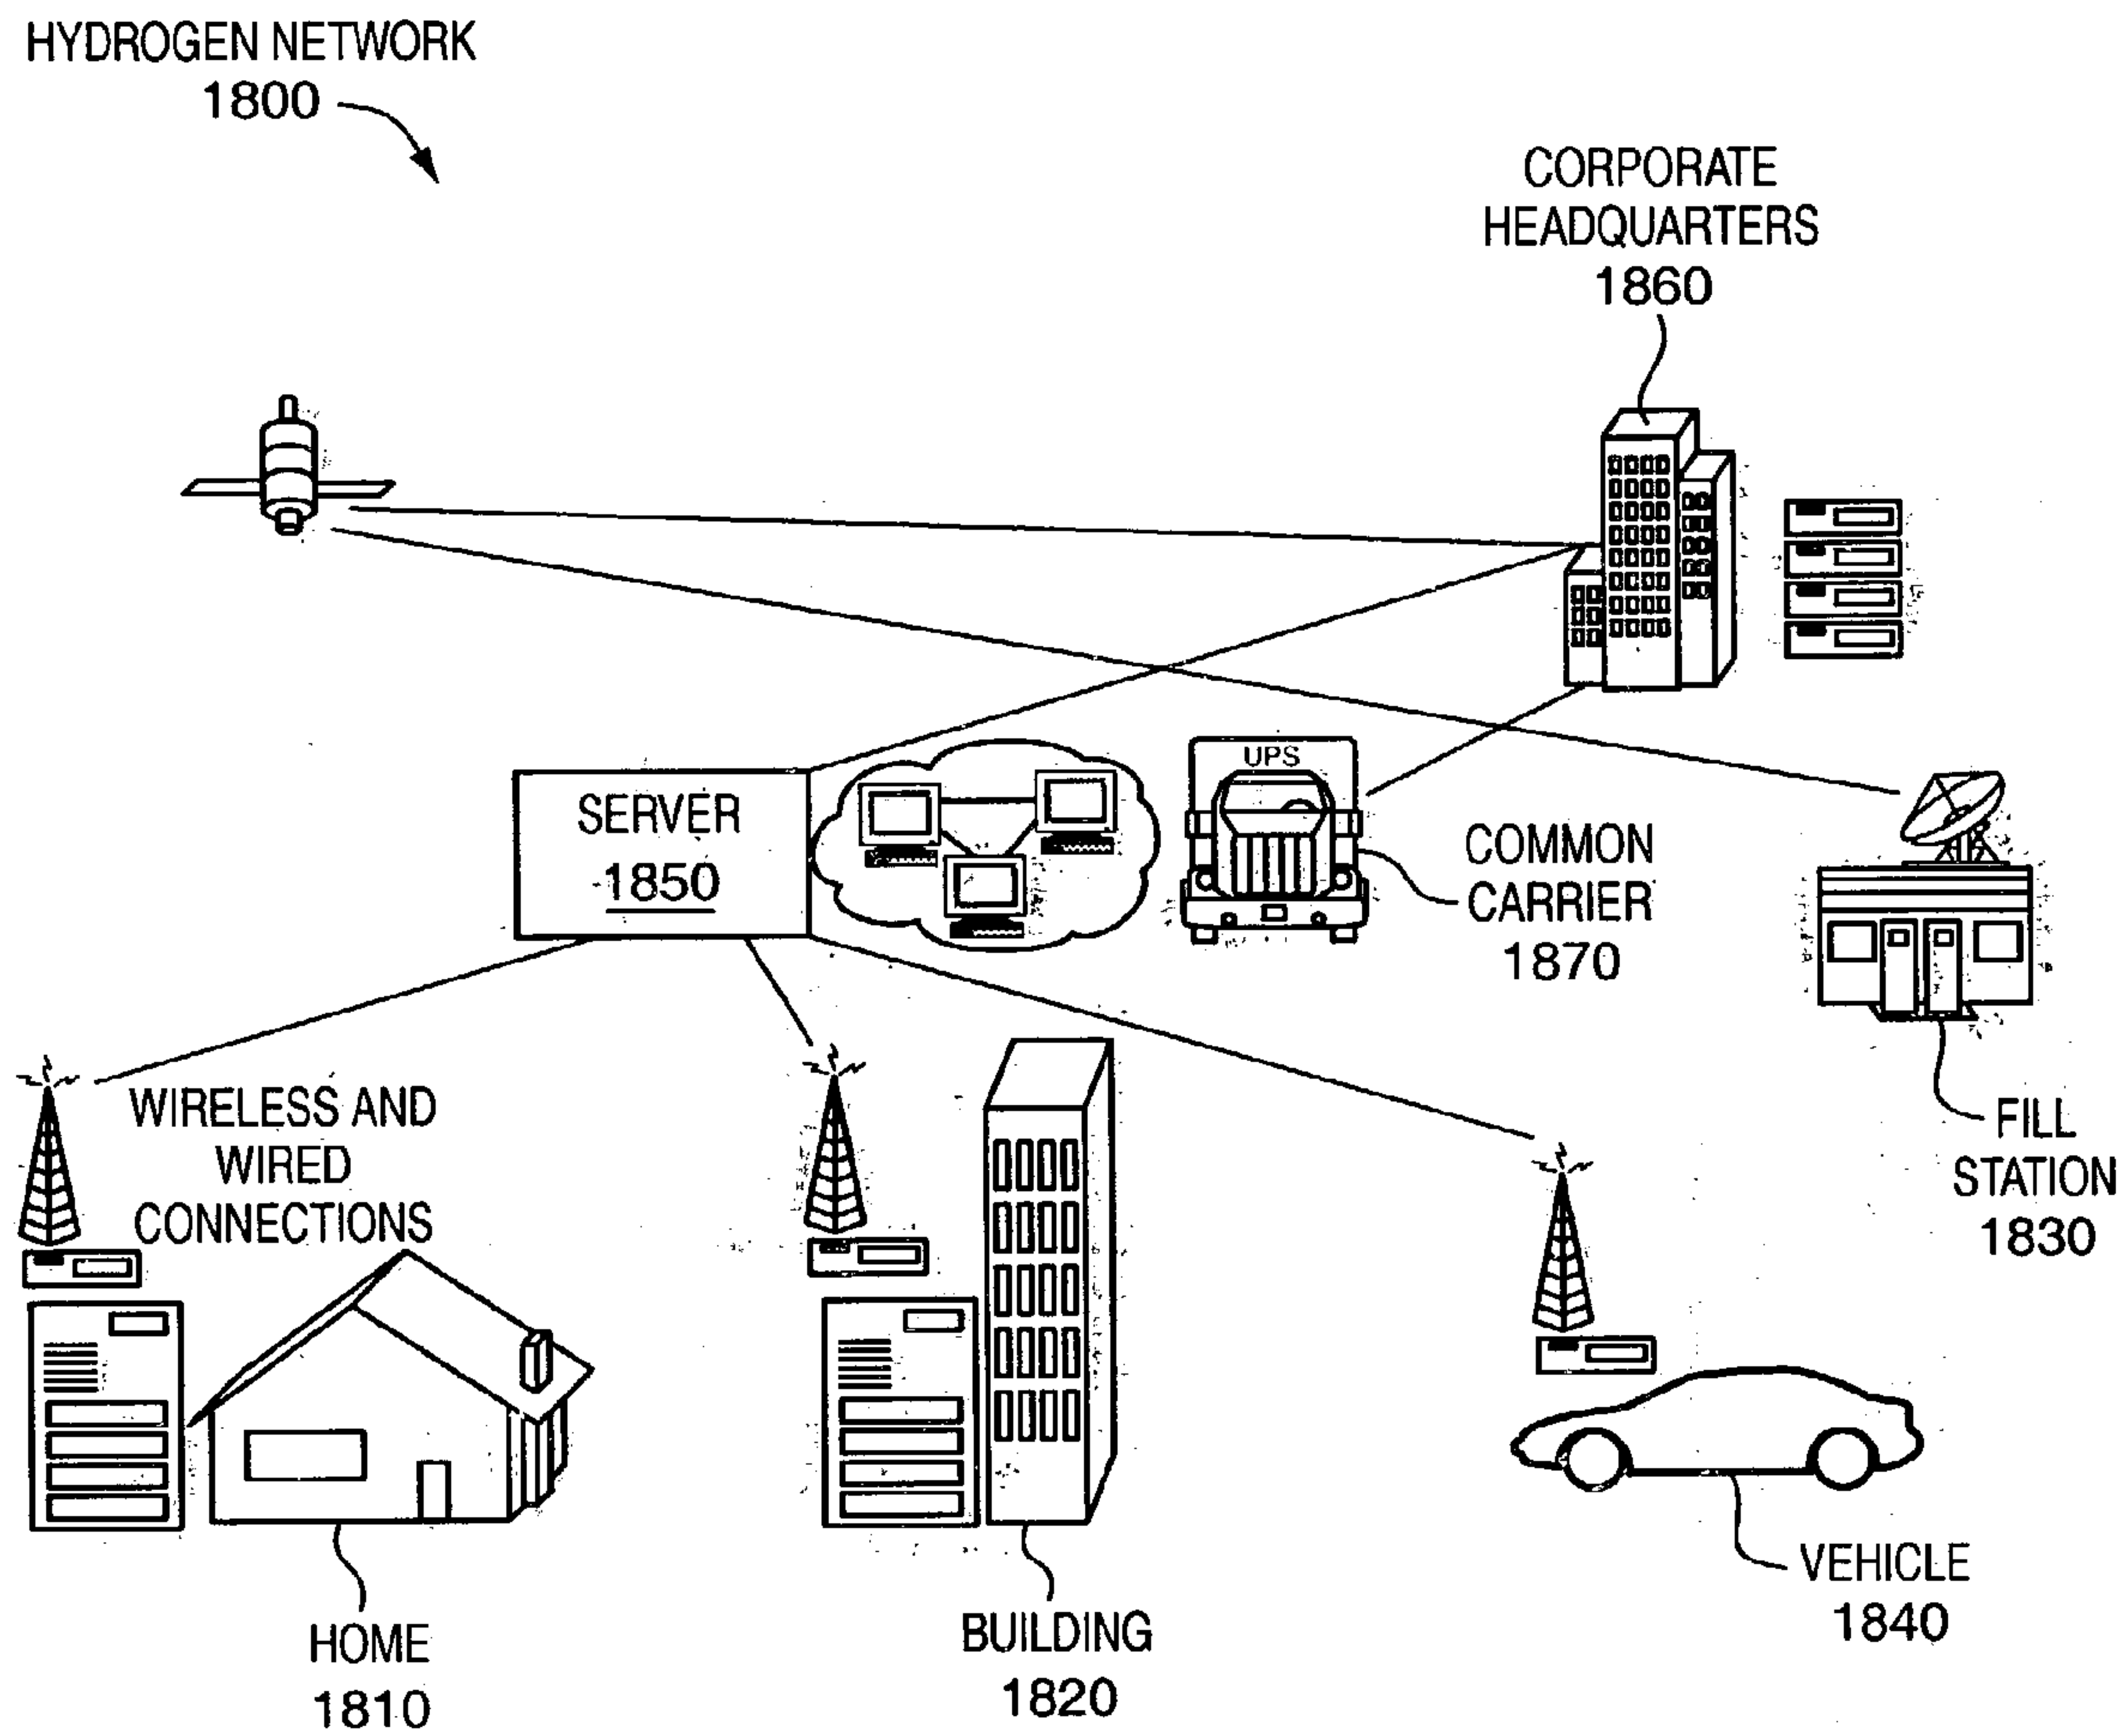 HYDROGEN NETWORK
1800
CORPORATE
HEADQUARTERS
1860
UPS
SERVER
1850
COMMON
CARRIER
1870
WIRELESS AND
WIRED
CONNECTIONS
FILL
STATION
1830
VEHICLE
1840
HOME
1810
BUILDING
1820